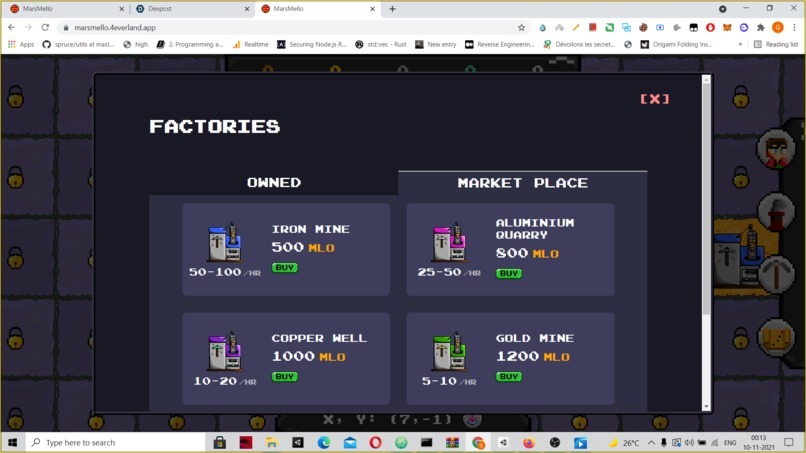 MarsMello
Devpost
MarsMello
marsmello.4everland.app
Apps
spruce/utils at mast...
high
2. Programming a...
Realtime
Securing Node.js R...
std::vec - Rust
New entry
Reverse Engineerin...
Dévoilons les secret...
Origami Folding Ins...
»
Reading list
[X]
FACTORIES
OWNED
MARKET PLACE
IRON MINE
500 MLO
50-100 /HR
BUY
ALUMINIUM
QUARRY
800 MLO
25-50 /HR
BUY
COPPER WELL
1000 MLO
10-20 /HR
BUY
GOLD MINE
1200 MLO
5-10 /HR
BUY
X, Y: (7,-1)
Type here to search
26°C
ENG
00:13
10-11-2021